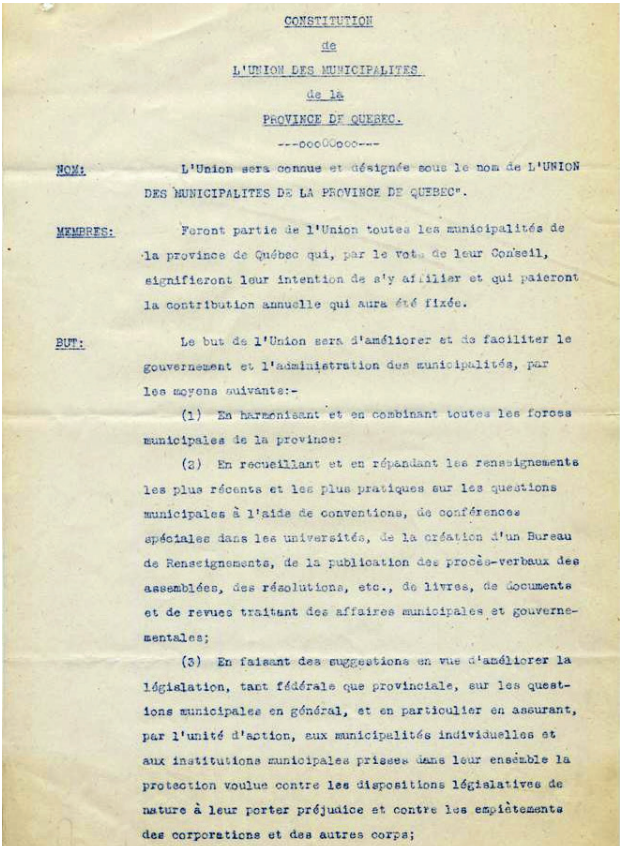 CONSTITUTION
de
L'UNION DES MUNICIPALITES
de la
PROVINCE DE QUEBEC.
---ooo00ooo---
NOM: L'Union sera connue et désignée sous le nom de L'UNION
DES MUNICIPALITES DE LA PROVINCE DE QUEBEC".
MEMBRES: Feront partie de l'Union toutes les municipalités de
la province de Québec qui, par le vote de leur Conseil,
signifieront leur intention de s'y affilier et qui paieront
la contribution annuelle qui aura été fixée.
BUT: Le but de l'Union sera d'améliorer et de faciliter le
gouvernement et l'administration des municipalités, par
les moyens suivants:-
(1) En harmonisant et en combinant toutes les forces
municipales de la province:
(2) En recueillant et en répandant les renseignements
les plus récents et les plus pratiques sur les questions
municipales à l'aide de conventions, de conférences
spéciales dans les universités, de la création d'un Bureau
de Renseignements, de la publication des procès-verbaux des
assemblées, des résolutions, etc., de livres, de documents
et de revues traitant des affaires municipales et gouverne-
mentales;
(3) En faisant des suggestions en vue d'améliorer la
législation, tant fédérale que provinciale, sur les quest-
ions municipales en général, et en particulier en assurant,
par l'unité d'action, aux municipalités individuelles et
aux institutions municipales prises dans leur ensemble la
protection voulue contre les dispositions législatives de
nature à leur porter préjudice et contre les empiètements
des corporations et des autres corps;